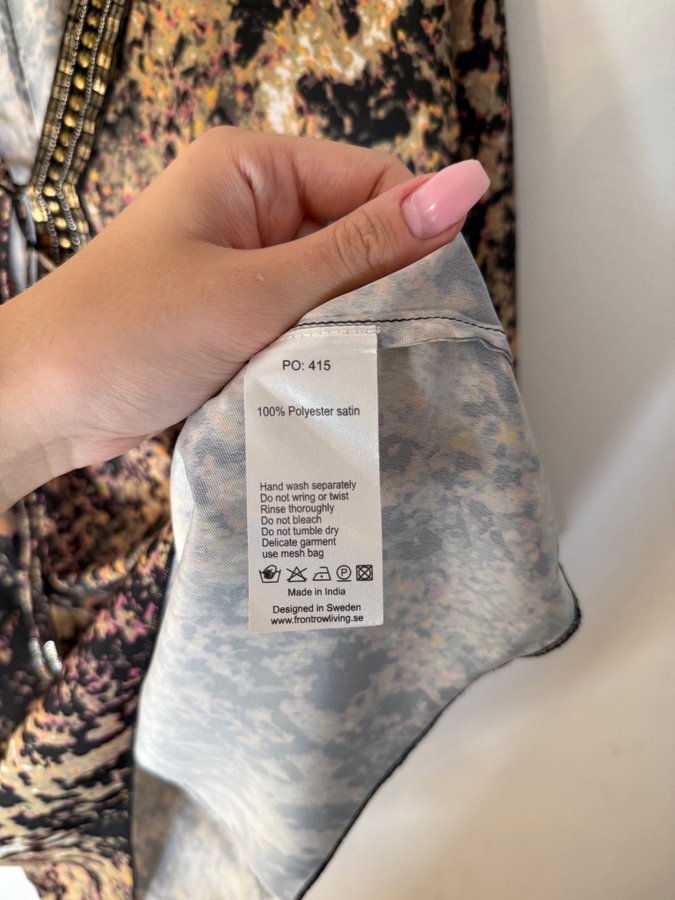 PO: 415
100% Polyester satin
Hand wash separately
Do not wring or twist
Rinse thoroughly
Do not bleach
Do not tumble dry
Delicate garment
use mesh bag
P
Made in India
Designed in Sweden
www.frontrowliving.se